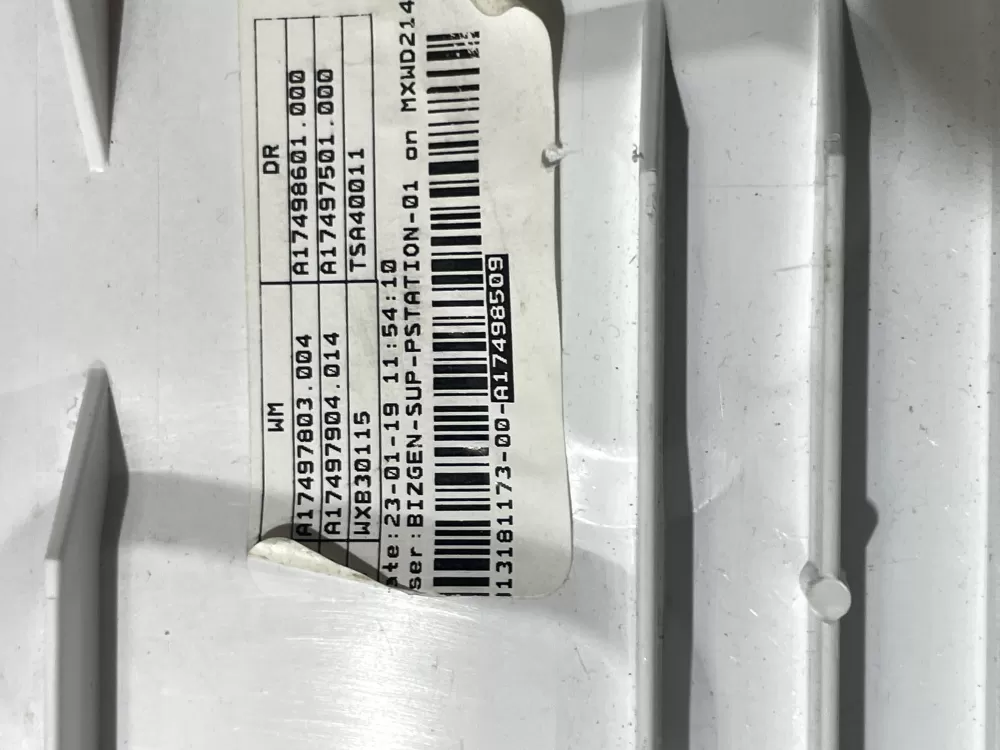 WM DR
A17497803.004 A17498601.000
A17497904.014 A17497501.000
WXB30115 TSA40011
ate:23-01-19 11:54:10
ser:BIZGEN-SUP-PSTATION-01 on MXWD214
13181173-00-A17498509